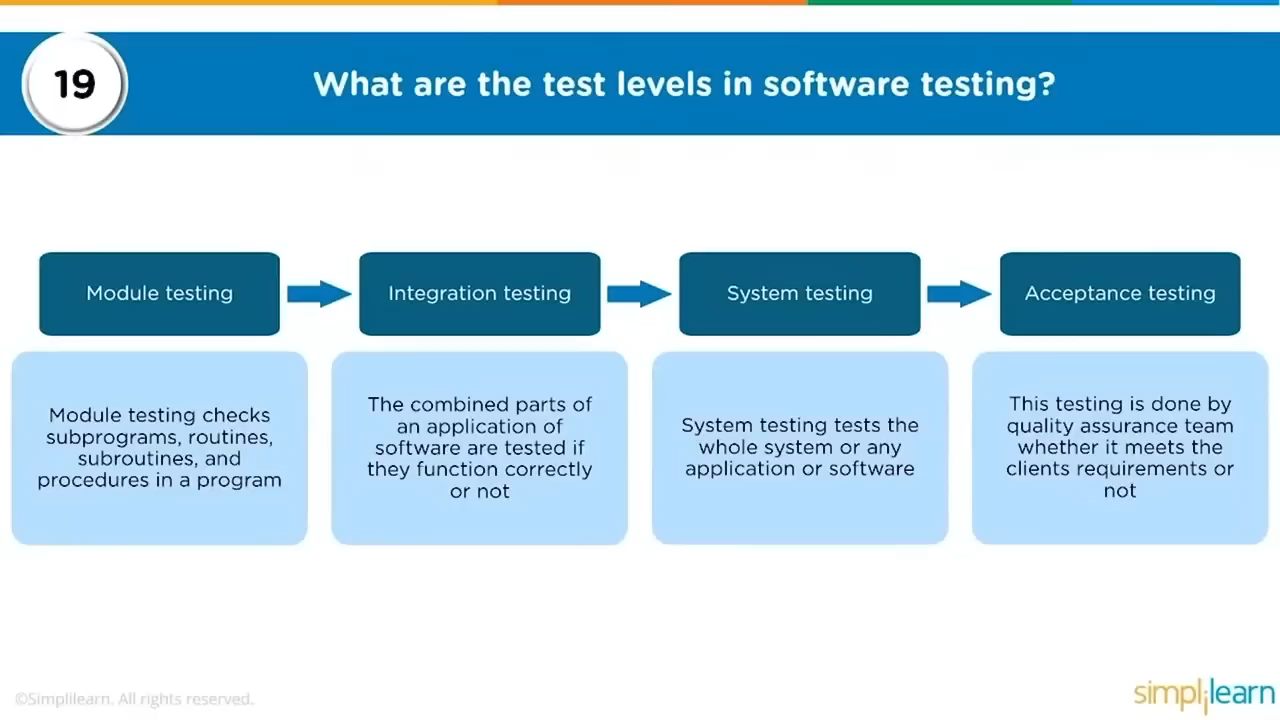 19
What are the test levels in software testing?
Module testing
Integration testing
System testing
Acceptance testing
Module testing checks
subprograms, routines,
subroutines, and
procedures in a program
The combined parts of
an application of
software are tested if
they function correctly
or not
System testing tests the
whole system or any
application or software
This testing is done by
quality assurance team
whether it meets the
clients requirements or
not
©Simplilearn. All rights reserved.
simplilearn